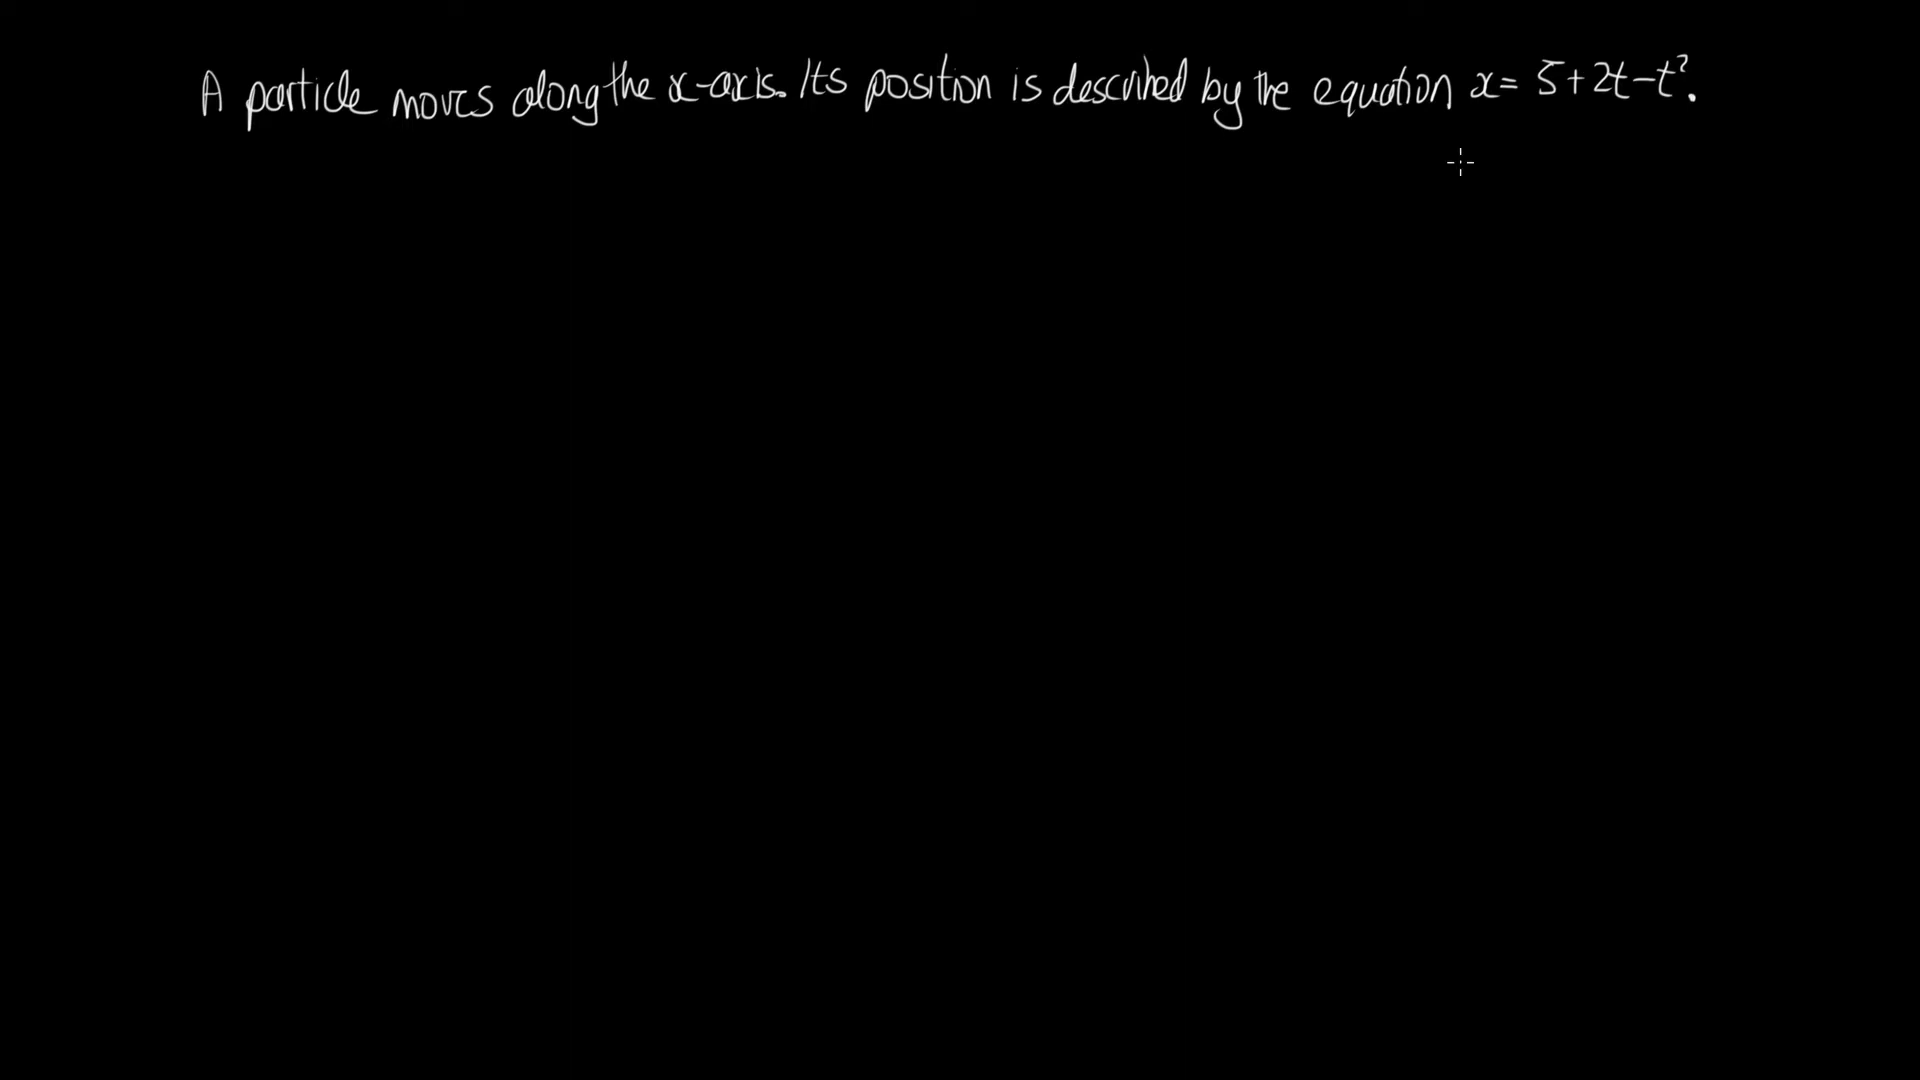 A particle moves along the x-axis. Its position is described by the equation x = 5 + 2t - t².